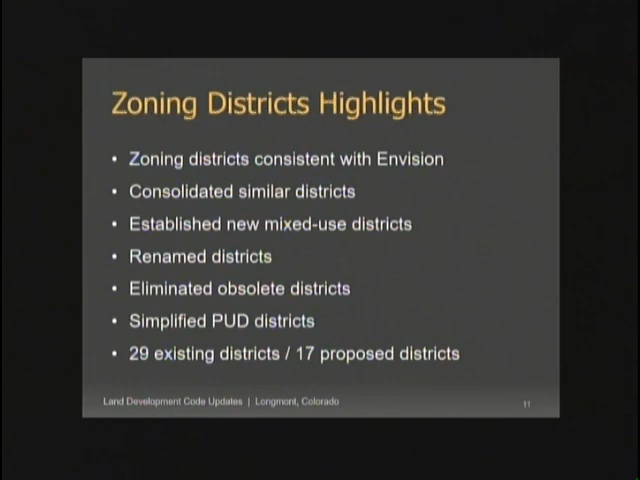 Zoning Districts Highlights
• Zoning districts consistent with Envision
• Consolidated similar districts
• Established new mixed-use districts
• Renamed districts
• Eliminated obsolete districts
• Simplified PUD districts
• 29 existing districts / 17 proposed districts
Land Development Code Updates | Longmont, Colorado
11